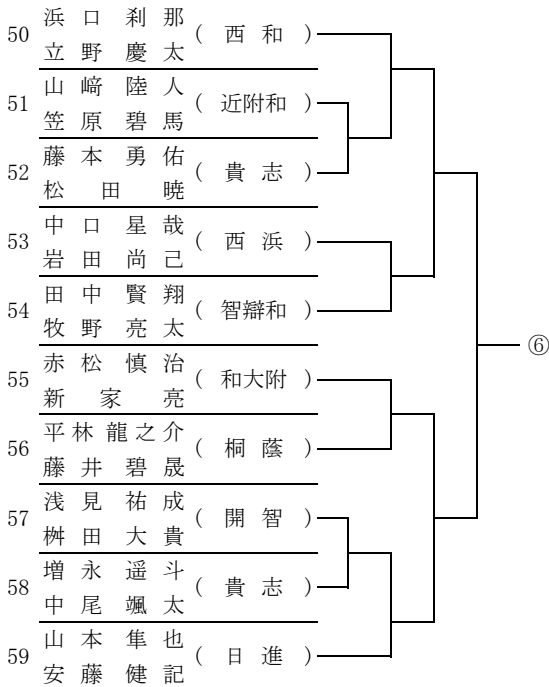 50 浜口刹那 (西和)
立野慶太
51 山﨑陸人 (近附和)
笠原碧馬
52 藤本勇佑 (貴志)
松田暁
53 中口星哉 (西浜)
岩田尚己
54 田中賢翔 (智辯和)
牧野亮太
55 赤松慎治 (和大附)
新家亮
56 平林龍之介 (桐蔭)
藤井碧晟
57 浅見祐成 (開智)
桝田大貴
58 増永遥斗 (貴志)
中尾颯太
59 山本隼也 (日進)
安藤健記
⑥